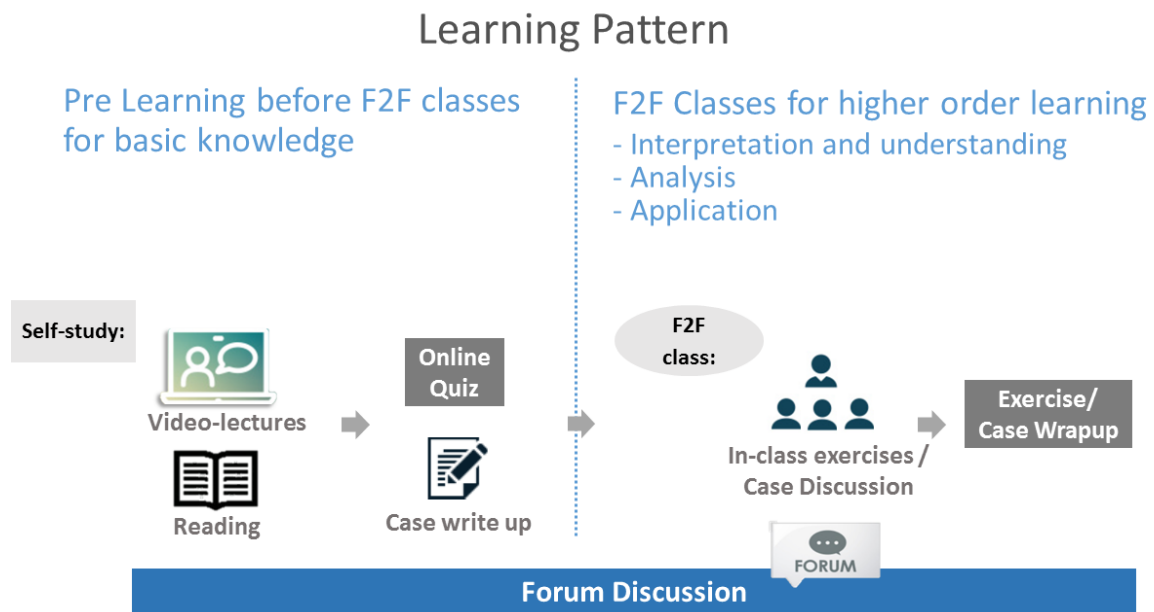 Learning Pattern
Pre Learning before F2F classes
for basic knowledge
F2F Classes for higher order learning
- Interpretation and understanding
- Analysis
- Application
Self-study:
Video-lectures
Reading
Online
Quiz
Case write up
F2F
class:
In-class exercises /
Case Discussion
Exercise/
Case Wrapup
FORUM
Forum Discussion